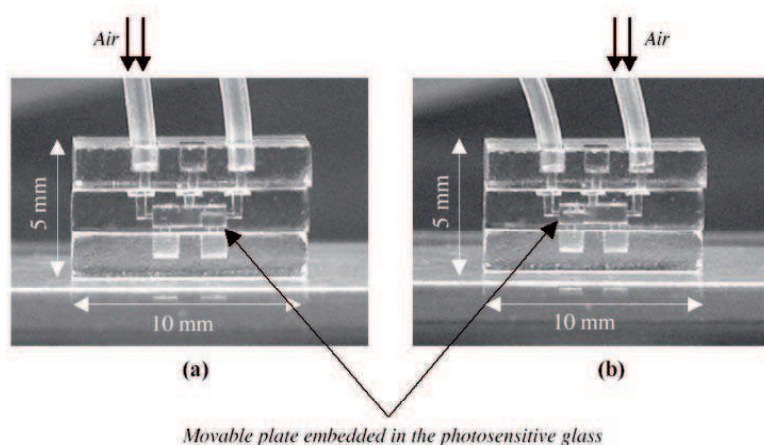 Air
Air
5 mm
10 mm
5 mm
10 mm
(a)
(b)
Movable plate embedded in the photosensitive glass